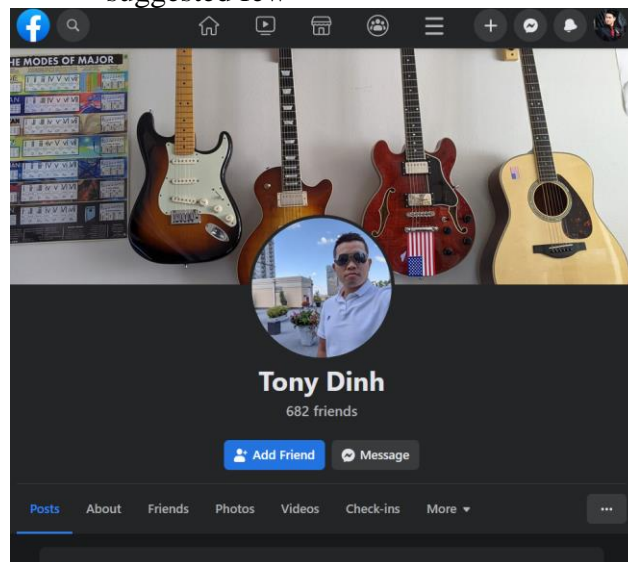 suggested few
HE MODES OF MAJOR
Tony Dinh
682 friends
Add Friend
Message
Posts About Friends Photos Videos Check-ins More